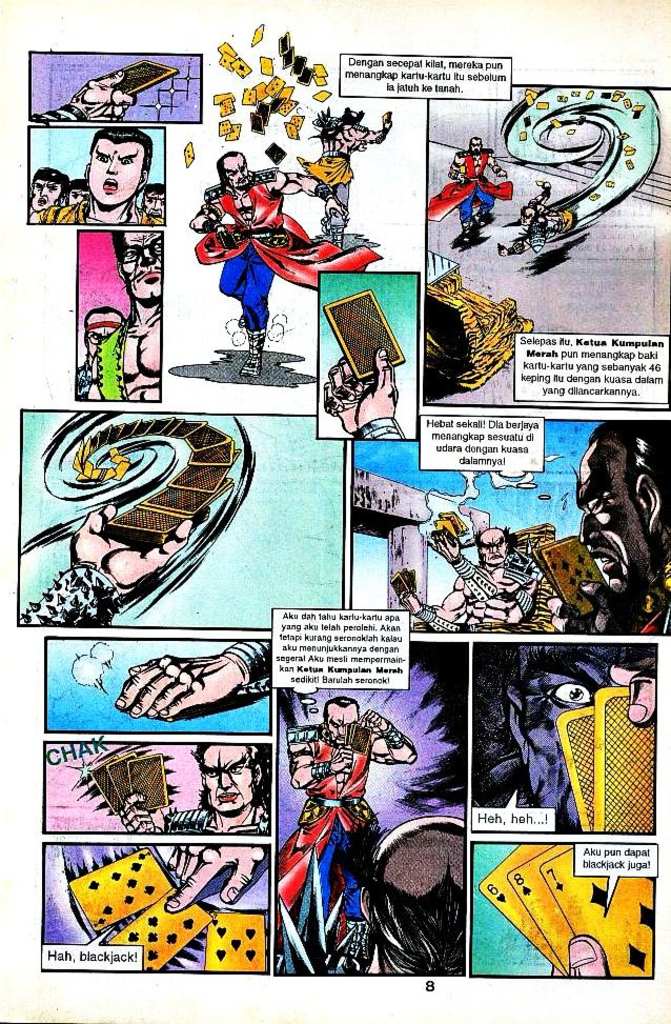 Dengan secepat kilat, mereka pun
menangkap kartu-kartu itu sebelum
ia jatuh ke tanah.
Selepas itu, Ketua Kumpulan
Merah pun menangkap baki
kartu-kartu yang sebanyak 46
keping itu dengan kuasa dalam
yang dilancarkannya.
Hebat sekali! Dia berjaya
menangkap sesuatu di
udara dengan kuasa
dalamnya!
Aku dah tahu kartu-kartu
yang aku telah perolehi. Akan
tetapi kurang seronoklah kalau
aku menunjukkannya dengan
segera! Aku mesti mempermain-
kan Ketua Kumpulan Merah
sedikit! Barulah seronok!
CHAK
Heh, heh...!
Hah, blackjack!
Aku pun dapat
blackjack juga!
6
8
7
8